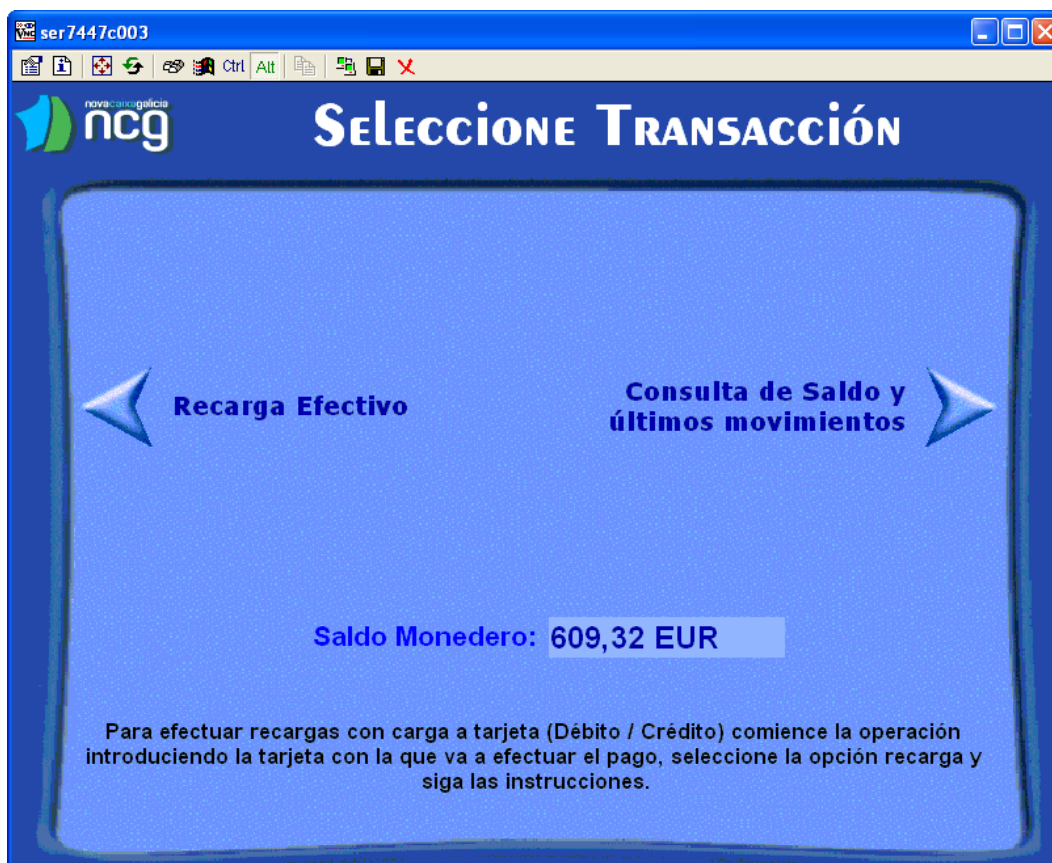 ser7447c003
Ctrl Alt
novacaixagalicia
ncg
SELECCIONE TRANSACCIÓN
Recarga Efectivo
Consulta de Saldo y
últimos movimientos
Saldo Monedero: 609,32 EUR
Para efectuar recargas con carga a tarjeta (Débito / Crédito) comience la operación
introduciendo la tarjeta con la que va a efectuar el pago, seleccione la opción recarga y
siga las instrucciones.